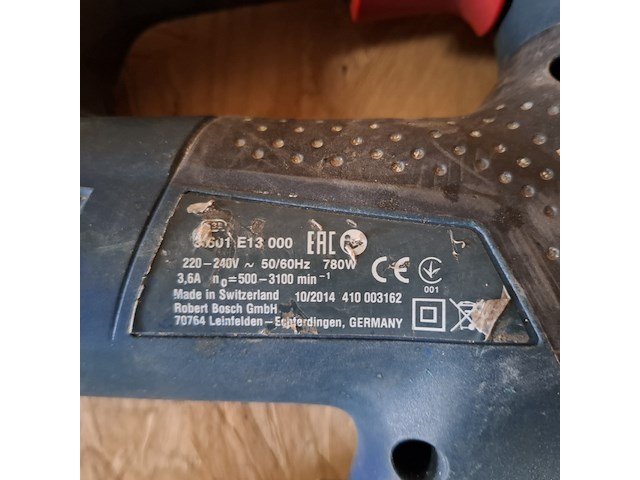 3 601 E13 000 EAC
220-240V ~ 50/60Hz 780W
3,6A n₀=500-3100 min⁻¹ CE
001
Made in Switzerland 10/2014 410 003162
Robert Bosch GmbH
70764 Leinfelden-Echterdingen, GERMANY